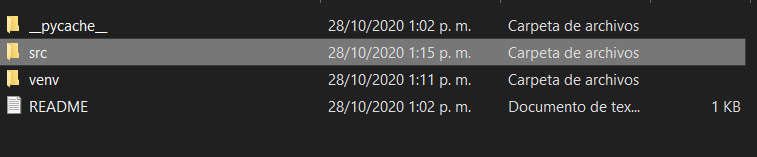 __pycache__ 28/10/2020 1:02 p. m. Carpeta de archivos
src 28/10/2020 1:15 p. m. Carpeta de archivos
venv 28/10/2020 1:11 p. m. Carpeta de archivos
README 28/10/2020 1:02 p. m. Documento de tex... 1 KB